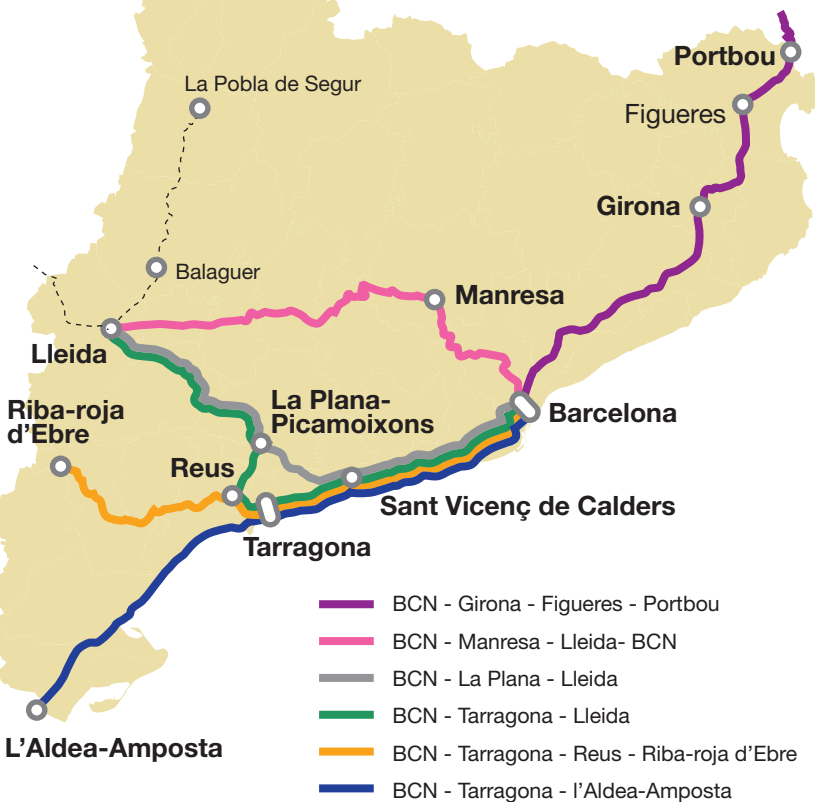 Portbou
La Pobla de Segur
Figueres
Girona
Balaguer
Manresa
Lleida
La Plana-
Picamoixons
Riba-roja
d'Ebre
Barcelona
Reus
Sant Vicenç de Calders
Tarragona
BCN - Girona - Figueres - Portbou
BCN - Manresa - Lleida- BCN
BCN - La Plana - Lleida
BCN - Tarragona - Lleida
L'Aldea-Amposta
BCN - Tarragona - Reus - Riba-roja d'Ebre
BCN - Tarragona - l'Aldea-Amposta